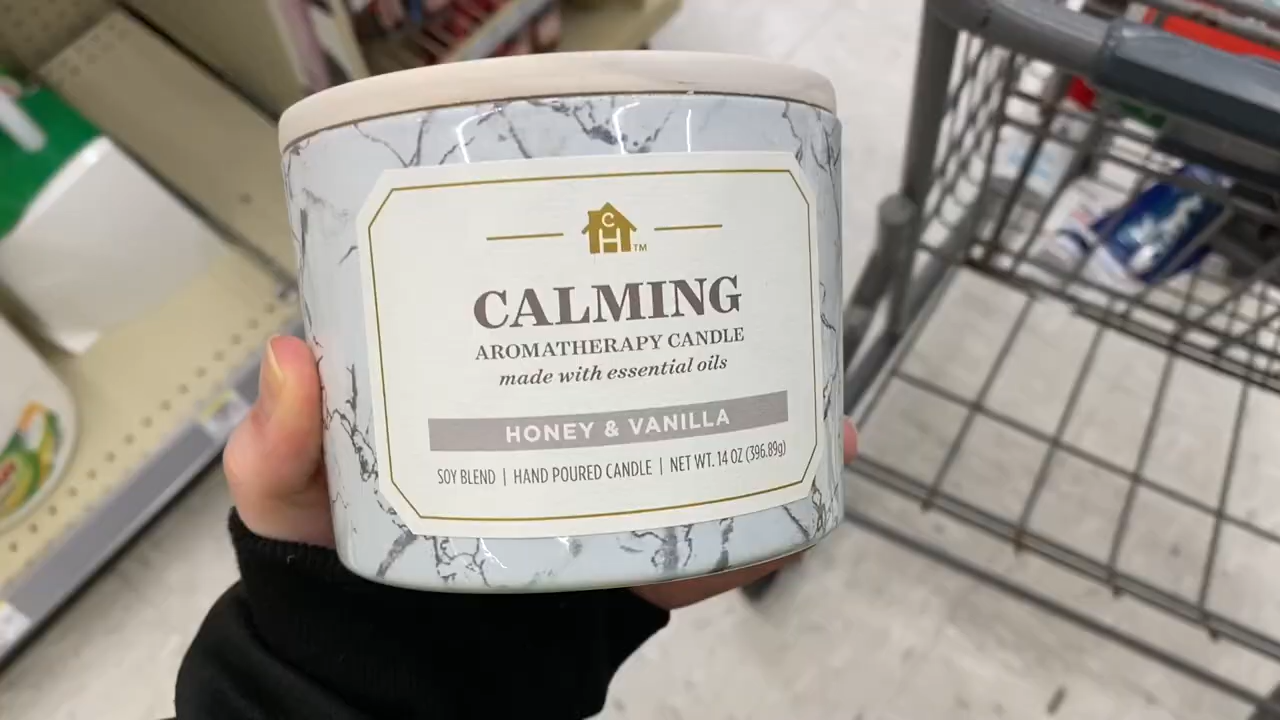 C
H™
CALMING
AROMATHERAPY CANDLE
made with essential oils
HONEY & VANILLA
SOY BLEND | HAND POURED CANDLE | NET WT. 14 OZ (396.89g)